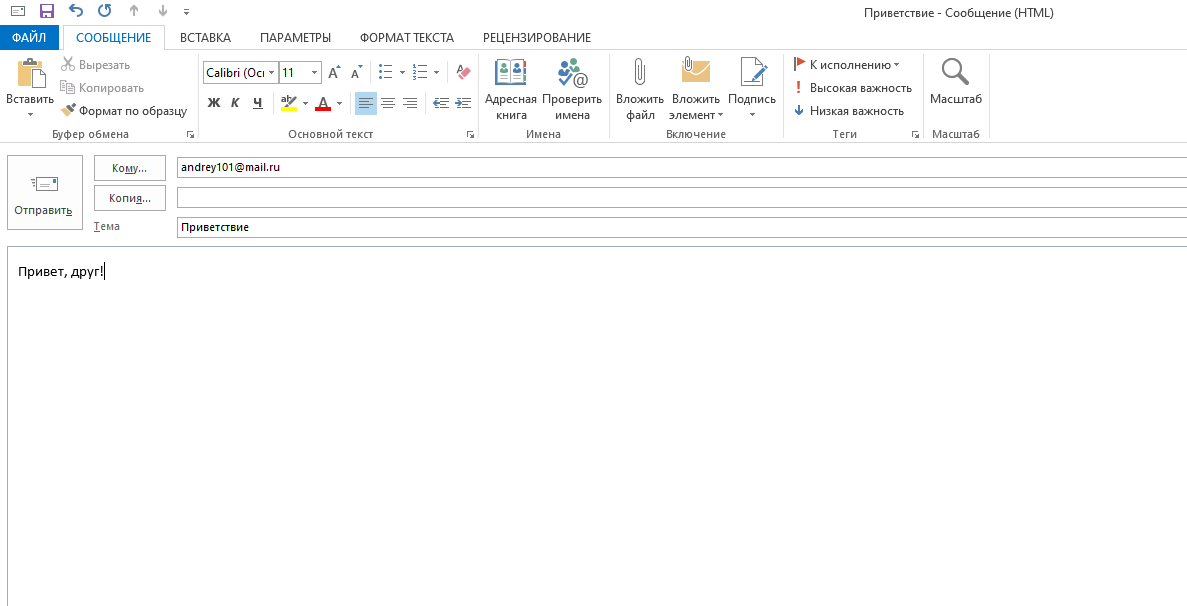 Приветствие - Сообщение (HTML)
ФАЙЛ СООБЩЕНИЕ ВСТАВКА ПАРАМЕТРЫ ФОРМАТ ТЕКСТА РЕЦЕНЗИРОВАНИЕ
Вставить
Вырезать
Копировать
Формат по образцу
Буфер обмена
Calibri (Осн 11
Ж К Ч
Основной текст
Адресная книга
Проверить имена
Имена
Вложить файл
Вложить элемент
Подпись
Включение
К исполнению
Высокая важность
Низкая важность
Теги
Масштаб
Масштаб
Отправить
Кому... andrey101@mail.ru
Копия...
Тема Приветствие
Привет, друг!